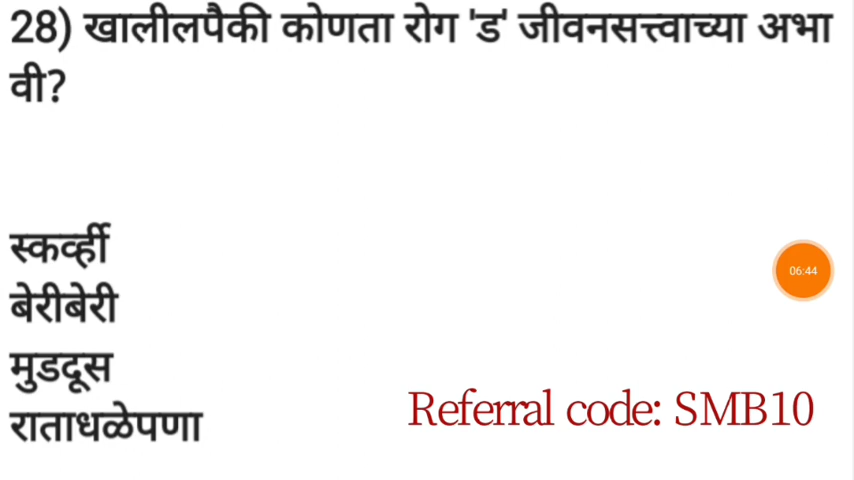 28) खालीलपैकी कोणता रोग 'ड' जीवनसत्त्वाच्या अभा
वी?
स्कर्व्ही
बेरीबेरी
06:44
मुडदूस
Referral code: SMB10
राताधळेपणा